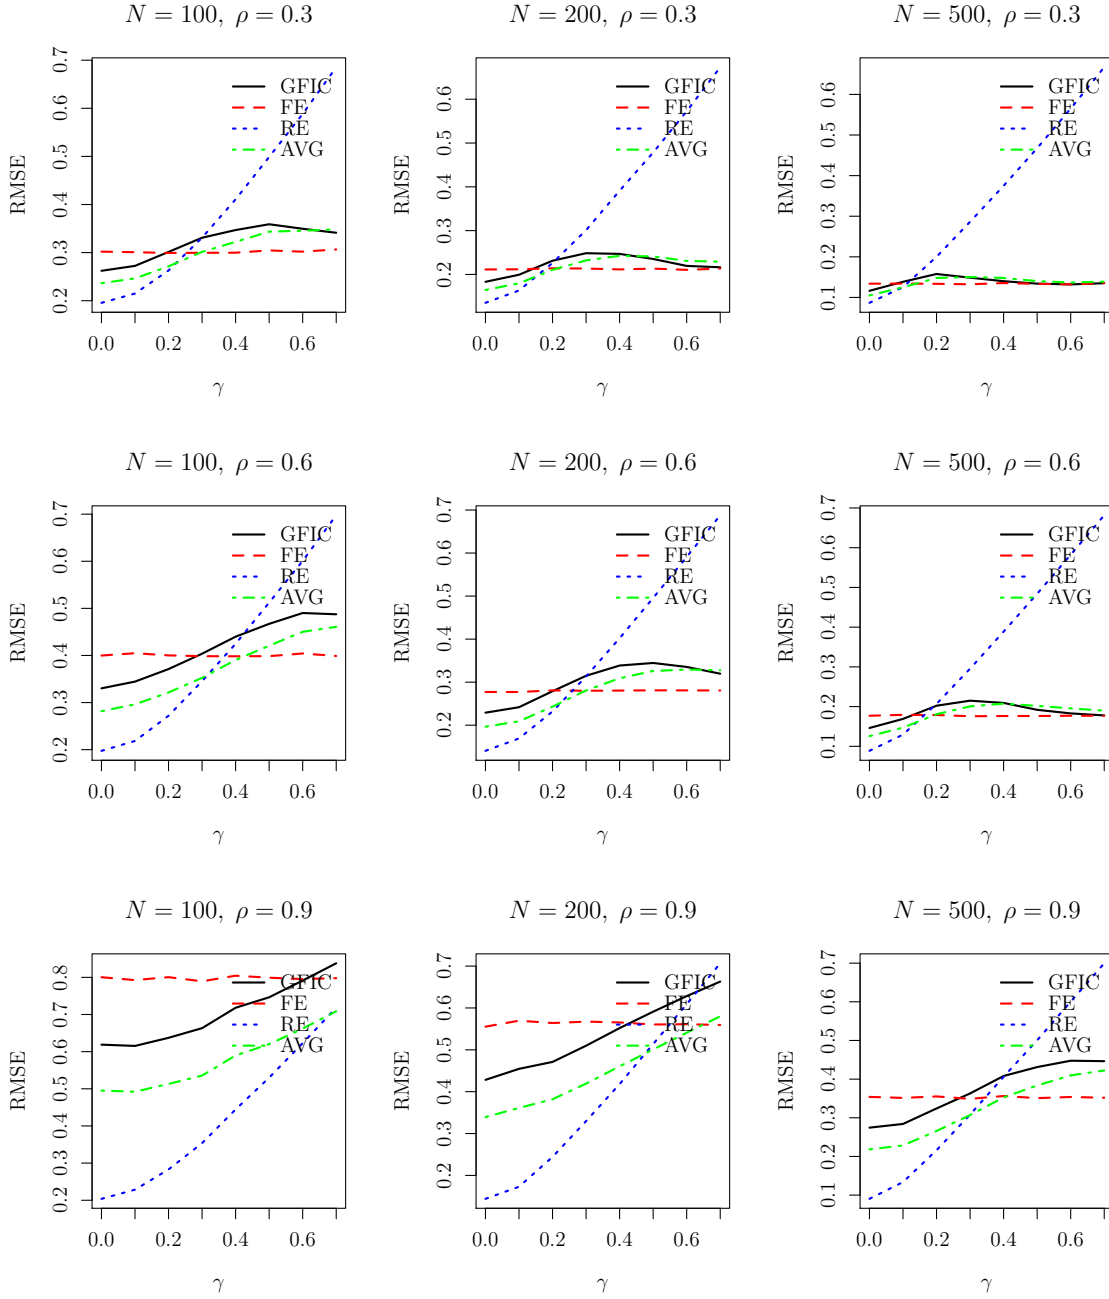 N = 100, ρ = 0.3
RMSE
0.2 0.3 0.4 0.5 0.6 0.7
GFIC
FE
RE
AVG
0.0 0.2 0.4 0.6
γ
N = 200, ρ = 0.3
RMSE
0.2 0.3 0.4 0.6
GFIC
FE
RE
AVG
0.0 0.2 0.4 0.6
γ
N = 500, ρ = 0.3
RMSE
0.1 0.2 0.3 0.4 0.6
GFIC
FE
RE
AVG
0.0 0.2 0.4 0.6
γ
N = 100, ρ = 0.6
RMSE
0.2 0.3 0.4 0.5 0.6 0.7
GFIC
FE
RE
AVG
0.0 0.2 0.4 0.6
γ
N = 200, ρ = 0.6
RMSE
0.2 0.3 0.4 0.5 0.6 0.7
GFIC
FE
RE
AVG
0.0 0.2 0.4 0.6
γ
N = 500, ρ = 0.6
RMSE
0.1 0.2 0.3 0.4 0.5 0.6 0.7
GFIC
FE
RE
AVG
0.0 0.2 0.4 0.6
γ
N = 100, ρ = 0.9
RMSE
0.2 0.3 0.4 0.5 0.6 0.7 0.8
GFIC
FE
RE
AVG
0.0 0.2 0.4 0.6
γ
N = 200, ρ = 0.9
RMSE
0.2 0.3 0.4 0.5 0.6 0.7
GFIC
FE
RE
AVG
0.0 0.2 0.4 0.6
γ
N = 500, ρ = 0.9
RMSE
0.1 0.2 0.3 0.4 0.5 0.6 0.7
GFIC
FE
RE
AVG
0.0 0.2 0.4 0.6
γ